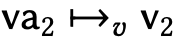 va₂ ↦ᵥ v₂